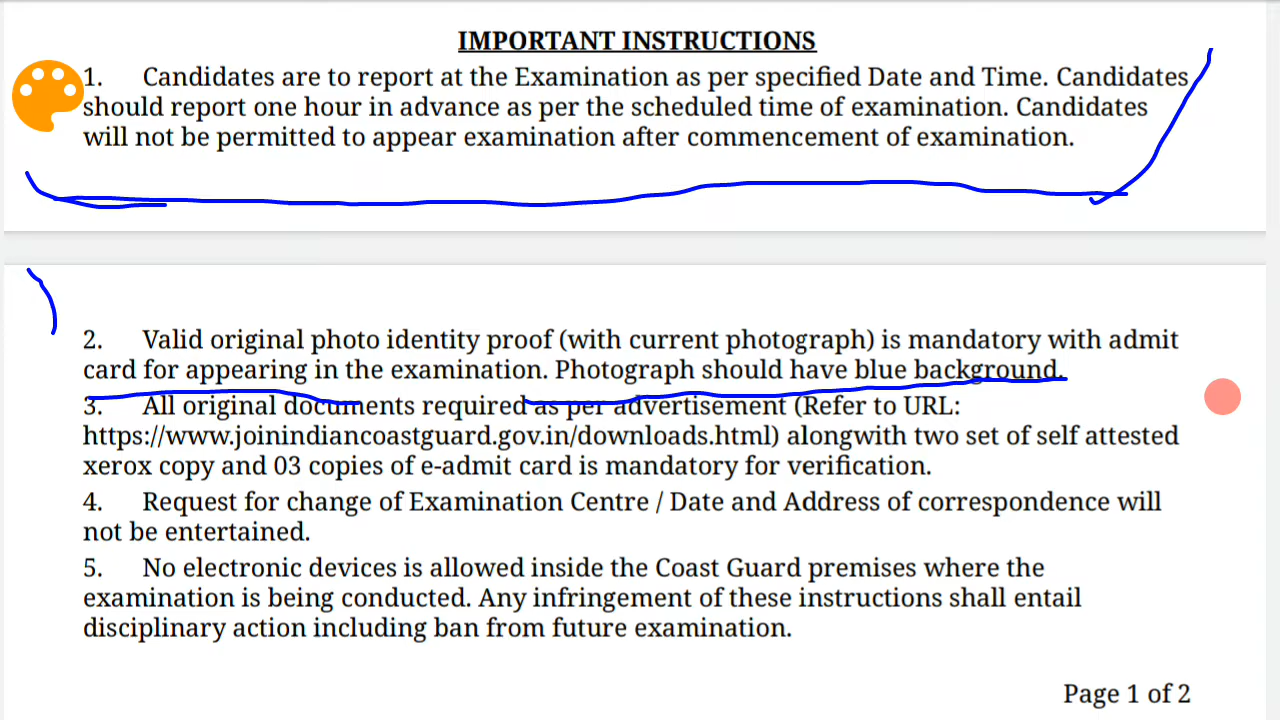 IMPORTANT INSTRUCTIONS
1. Candidates are to report at the Examination as per specified Date and Time. Candidates
should report one hour in advance as per the scheduled time of examination. Candidates
will not be permitted to appear examination after commencement of examination.
2. Valid original photo identity proof (with current photograph) is mandatory with admit
card for appearing in the examination. Photograph should have blue background.
3. All original documents required as per advertisement (Refer to URL:
https://www.joinindiancoastguard.gov.in/downloads.html) alongwith two set of self attested
xerox copy and 03 copies of e-admit card is mandatory for verification.
4. Request for change of Examination Centre / Date and Address of correspondence will
not be entertained.
5. No electronic devices is allowed inside the Coast Guard premises where the
examination is being conducted. Any infringement of these instructions shall entail
disciplinary action including ban from future examination.
Page 1 of 2